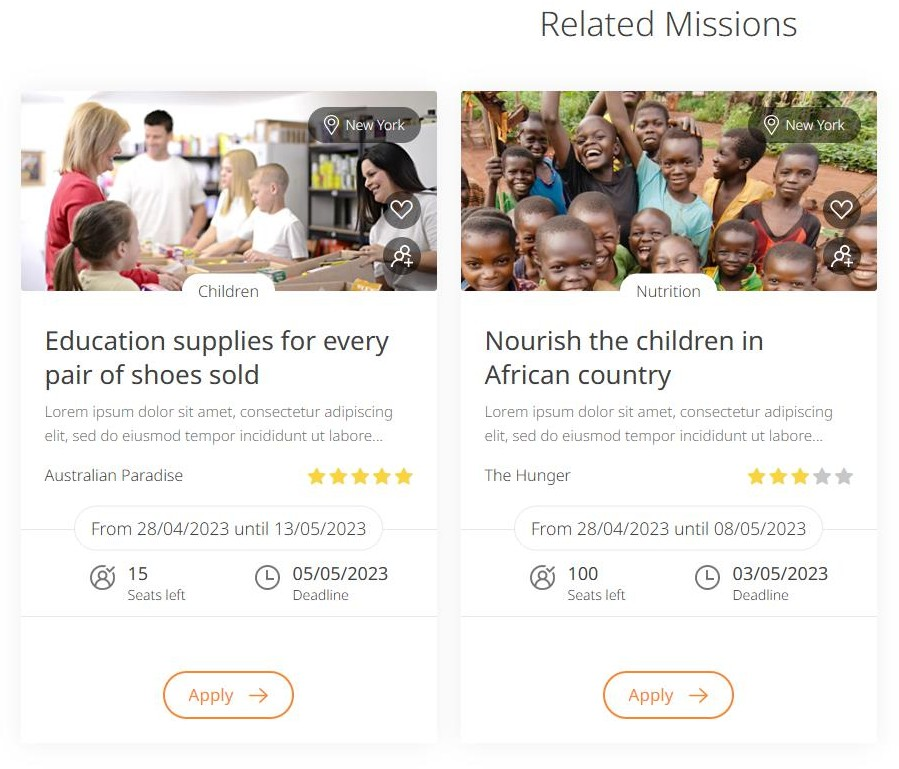 Related Missions
New York
Children
Education supplies for every
pair of shoes sold
Lorem ipsum dolor sit amet, consectetur adipiscing
elit, sed do eiusmod tempor incididunt ut labore...
Australian Paradise
From 28/04/2023 until 13/05/2023
15
Seats left
05/05/2023
Deadline
Apply
New York
Nutrition
Nourish the children in
African country
Lorem ipsum dolor sit amet, consectetur adipiscing
elit, sed do eiusmod tempor incididunt ut labore...
The Hunger
From 28/04/2023 until 08/05/2023
100
Seats left
03/05/2023
Deadline
Apply